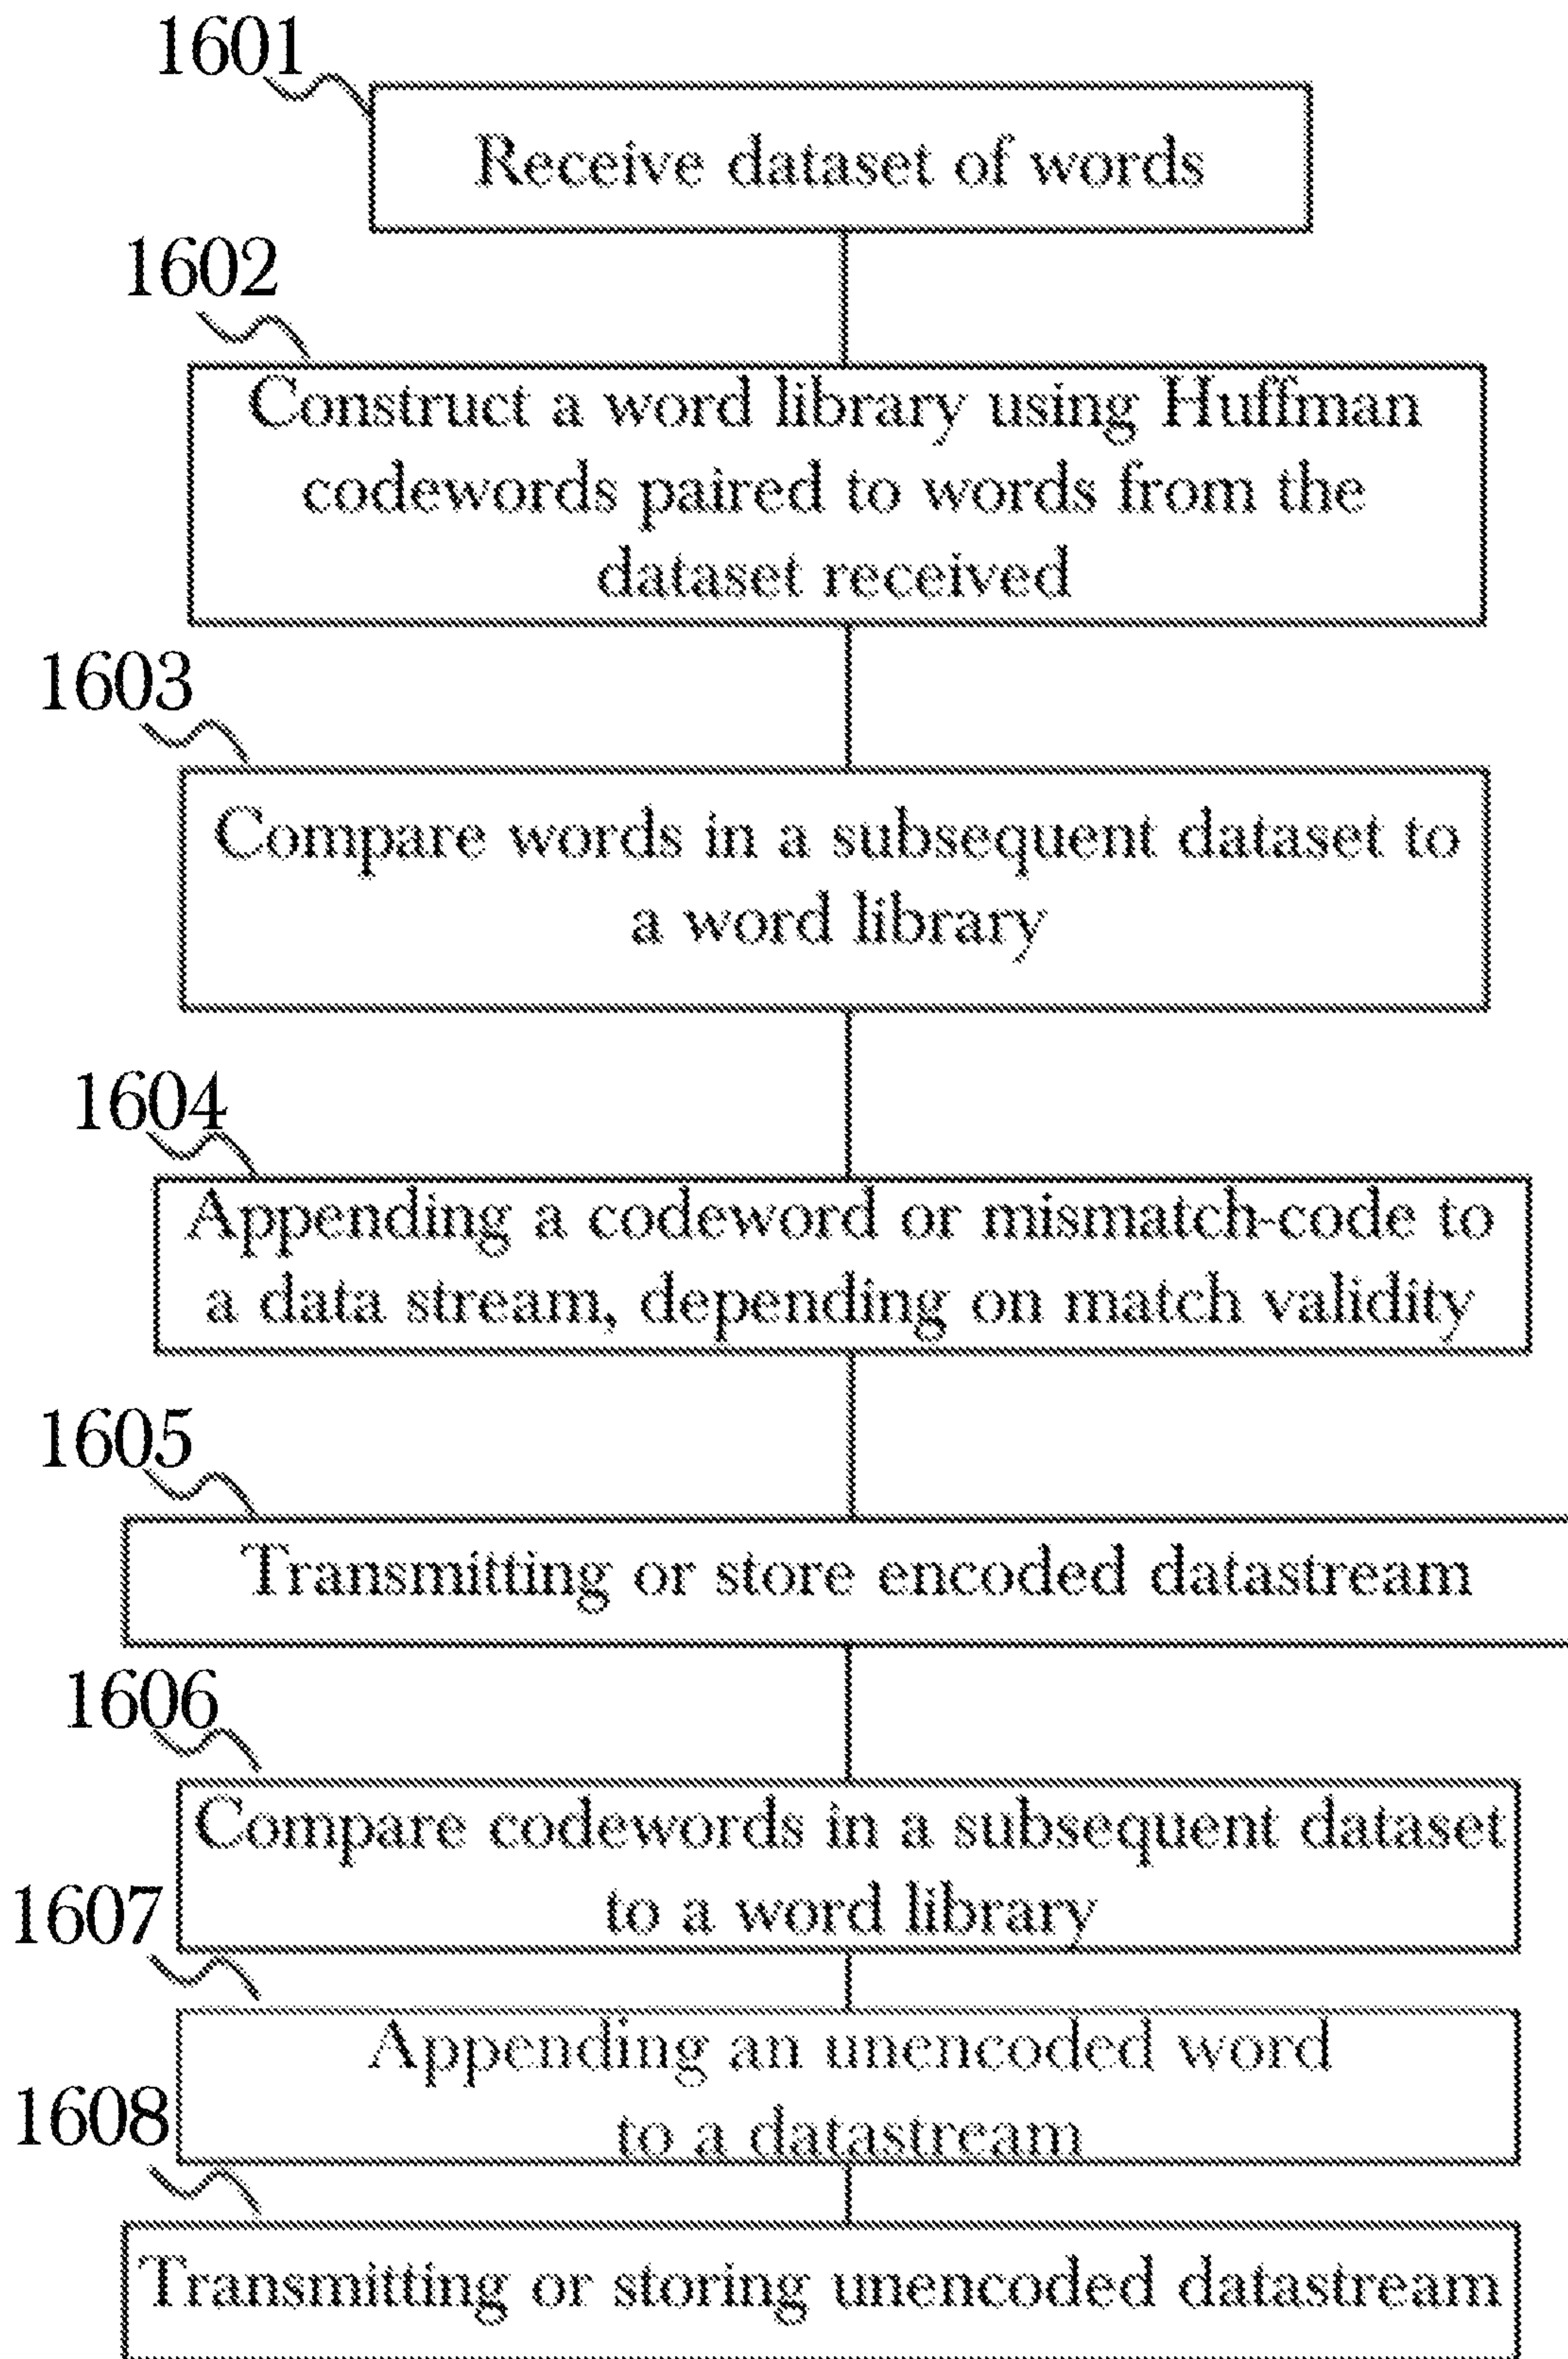 1601
Receive dataset of words
1602
Construct a word library using Huffman
codewords paired to words from the
dataset received
1603
Compare words in a subsequent dataset to
a word library
1604
Appending a codeword or mismatch-code to
a data stream, depending on match validity
1605
Transmitting or store encoded datastream
1606
Compare codewords in a subsequent dataset
to a word library
1607
Appending an unencoded word
to a datastream
1608
Transmitting or storing unencoded datastream